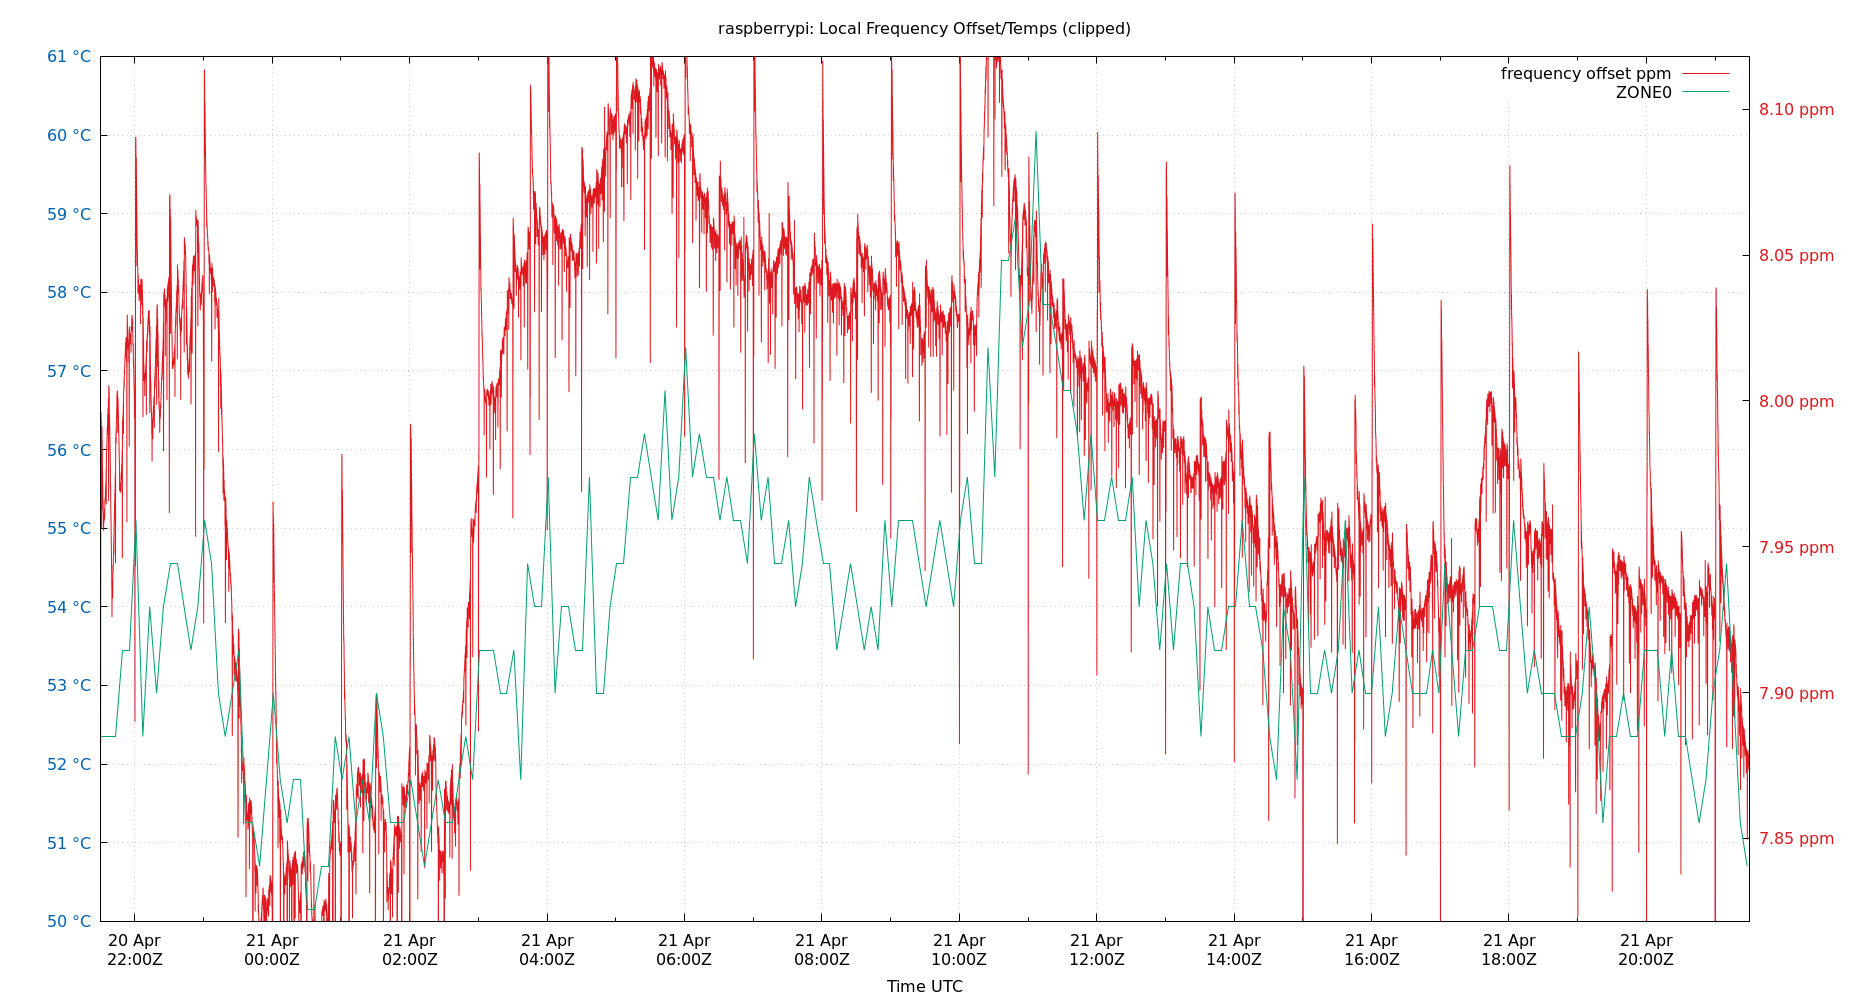 raspberrypi: Local Frequency Offset/Temps (clipped)
61 °C
60 °C
59 °C
58 °C
57 °C
56 °C
55 °C
54 °C
53 °C
52 °C
51 °C
50 °C
frequency offset ppm
ZONE0
8.10 ppm
8.05 ppm
8.00 ppm
7.95 ppm
7.90 ppm
7.85 ppm
20 Apr 21 Apr 21 Apr 21 Apr 21 Apr 21 Apr 21 Apr 21 Apr 21 Apr 21 Apr 21 Apr 21 Apr
22:00Z 00:00Z 02:00Z 04:00Z 06:00Z 08:00Z 10:00Z 12:00Z 14:00Z 16:00Z 18:00Z 20:00Z
Time UTC